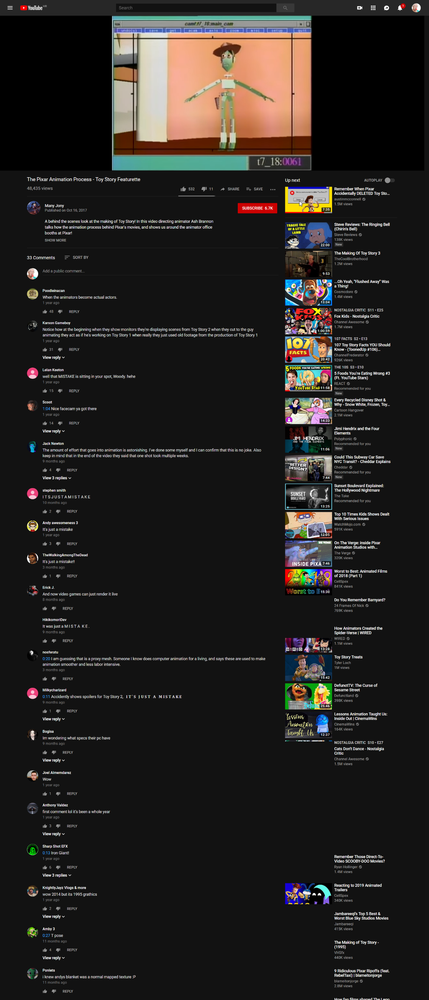 YouTube HR
Search
1
camt:t7_18:main_cam
undo(u) save get acam axis zoom misc setup quit
t7_18:0061
The Pixar Animation Process - Toy Story Featurette
48,435 views
532
11
SHARE
SAVE
Many Jony
Published on Oct 16, 2017
SUBSCRIBE 6.7K
A behind the scenes look at the making of Toy Story! In this video directing animator Ash Brannon
talks how the animation process behind Pixar's movies, and shows us around the animator office
booths at Pixar!
SHOW MORE
33 Comments
SORT BY
Add a public comment...
Poodleinacan
When the animators become actual actors.
1 year ago
48 REPLY
Karson Gameboy
Notice how at the beginning when they show monitors they're displaying scenes from Toy Story 2 when they cut to the guy
animating they act as if he's working on Toy Story 1 when really they just used old footage from the production of Toy Story 1
1 year ago
31 REPLY
View reply
Lelan Keeton
well that MISTAKE is sitting in your spot, Woody. hehe
1 year ago
15 REPLY
Scoot
1:04 Nice facecam ya got there
1 year ago
14 REPLY
View reply
Jack Newton
The amount of effort that goes into animation is astonishing. I've done some myself and I can confirm that this is no joke. Also
keep in mind that in the end of the video they said that one shot took multiple weeks.
9 months ago
4 REPLY
View 3 replies
stephen smith
I T S J U S T A M I S T A K E
10 months ago
2 REPLY
Andy awesomeness 3
It's just a mistake
1 year ago
3 REPLY
TheWalkingAmongTheDead
It's just a mistake!!
3 months ago
1 REPLY
Erick J.
And now video games can just render it live
8 months ago
REPLY
HikikomoriDev
It was just a M I S T A K E .
9 months ago
REPLY
nosferatu
0:20 I am guessing that is a proxy mesh. Someone I know does computer animation for a living, and says these are used to make
animation smoother and less labor intensive.
3 months ago
REPLY
Milkycharizard
0:11 Accidently shows spoilers for Toy Story 2, IT'S JUST A MISTAKE
9 months ago
1 REPLY
View reply
Bogisa
Im wondering what specs their pc have
9 months ago
REPLY
View reply
Joel Almemdarez
Wow
1 year ago
1 REPLY
Anthony Valdez
first comment lol it's been a whole year
1 year ago
3 REPLY
View reply
Sharp Shot EFX
0:13 Iron Giant!
1 year ago
6 REPLY
View 3 replies
KnightlyJayz Vlogs & more
wow 2014 but its 1995 grathics
1 year ago
2 REPLY
View reply
Amby 3
0:27 T pose
11 months ago
4 REPLY
View reply
Ponlets
i knew andys blanket was a normal mapped texture :P
11 months ago
REPLY
Up next
AUTOPLAY
Delete Cancel
7:35
Remember When Pixar
Accidentally DELETED Toy Sto...
austinmcconnell
1.5M views
TRAGIC TALE
OF A LITTLE
LAMB
22:00
Steve Reviews: The Ringing Bell
(Chirin's Bell)
Steve Reviews
138K views
New
3
9:53
The Making Of Toy Story 3
TheCoolBrotherhood
1.2M views
13:04
...Oh Yeah, "Flushed Away" Was
a Thing!
Cosmodore
1.4M views
FOX
KIDS
1:00:59
NOSTALGIA CRITIC S11 • E25
Fox Kids - Nostalgia Critic
Channel Awesome
1.7M views
107
FACTS
20:42
107 FACTS S2 • E13
107 Toy Story Facts YOU Should
Know - (ToonedUp #106)...
ChannelFrederator
926K views
5 FOODS YOU'RE EATING WRONG
YOUTUBE STAR
11:58
THE 10S S3 • E10
5 Foods You're Eating Wrong #3
(Ft. YouTube Stars)
REACT
Recommended for you
New
14:33
Every Recycled Disney Shot &
Why - Snow White, Frozen, Toy...
Cartoon Hangover
2.1M views
JIMI HENDRIX
AND THE FOUR ELEMENTS
11:06
Jimi Hendrix and the Four
Elements
Polyphonic
Recommended for you
New
BETTER
DESIGN?
cheddar
7:44
Could This Subway Car Save
NYC Transit? - Cheddar Explains
Cheddar
Recommended for you
New
SUNSET
BOULEVARD
13:25
Sunset Boulevard Explained:
The Hollywood Nightmare
The Take
Recommended for you
mojo
12:05
Top 10 Times Kids Shows Dealt
With Serious Issues
WatchMojo.com
591K views
THE VERGE
ON THE VERGE
INSIDE PIXA
7:46
On The Verge: inside Pixar
Animation Studios with...
The Verge
320K views
2018
Worst to B
15:30
Worst to Best: Animated Films
of 2018 (Part 1)
CellSpex
841K views
Do You Remember Barnyard?
24 Frames Of Nick
769K views
WIRED
13:28
How Animators Created the
Spider-Verse | WIRED
WIRED
1.1M views
15:42
Toy Story Treats
Tyler Loch
1M views
Defunc
25:46
DefunctTV: The Curse of
Sesame Street
Defunctland
398K views
Lessons
Animation
Taught Us
12:37
Lessons Animation Taught Us:
Inside Out | CinemaWins
CinemaWins
164K views
NOSTALGIA CRITIC S10 • E27
Cats Don't Dance - Nostalgia
Critic
Channel Awesome
1.5M views
Remember Those Direct-To-
Video SCOOBY-DOO Movies?
Ryan Hollinger
1.4M views
Reacting to 2019 Animated
Trailers
CellSpex
340K views
Jambareeqi's Top 5 Best &
Worst Blue Sky Studios Movies
Jambareeqi
415K views
The Making of Toy Story -
(1995)
VHSfx
440K views
9 Ridiculous Pixar Ripoffs (feat.
RebelTaxi) | blameitonjorge
blameitonjorge
2.8M views
How fan films shaped The Lego